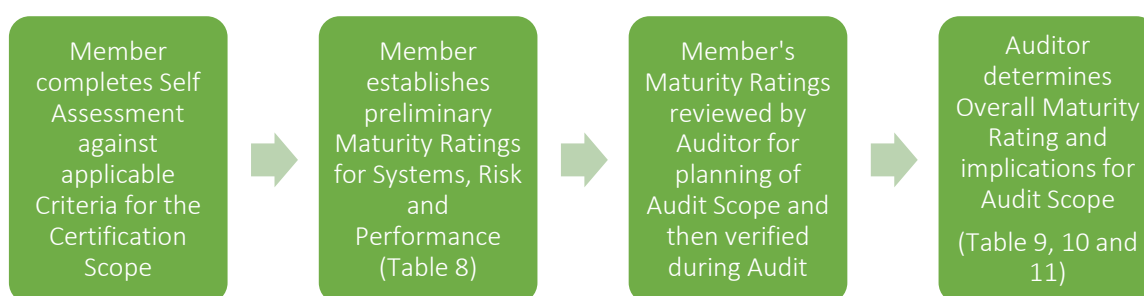 Member
completes Self
Assessment
against
applicable
Criteria for the
Certification
Scope
Member
establishes
preliminary
Maturity Ratings
for Systems, Risk
and
Performance
(Table 8)
Member's
Maturity Ratings
reviewed by
Auditor for
planning of
Audit Scope and
then verified
during Audit
Auditor
determines
Overall Maturity
Rating and
implications for
Audit Scope
(Table 9, 10 and
11)